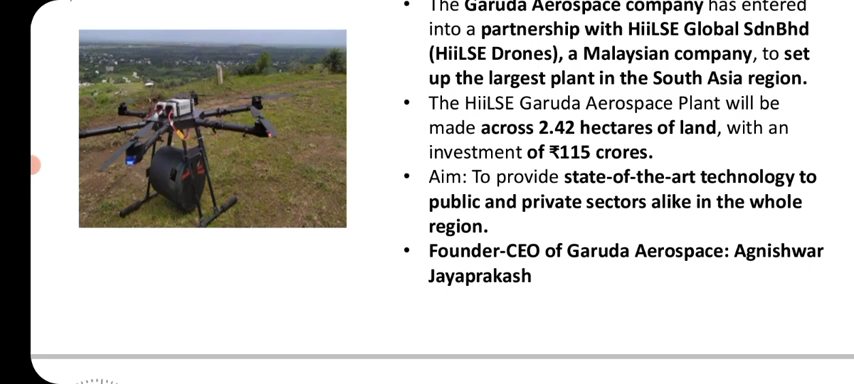 • The Garuda Aerospace company has entered
into a partnership with HiiLSE Global SdnBhd
(HiiLSE Drones), a Malaysian company, to set
up the largest plant in the South Asia region.
• The HiiLSE Garuda Aerospace Plant will be
made across 2.42 hectares of land, with an
investment of ₹115 crores.
• Aim: To provide state-of-the-art technology to
public and private sectors alike in the whole
region.
• Founder-CEO of Garuda Aerospace: Agnishwar
Jayaprakash